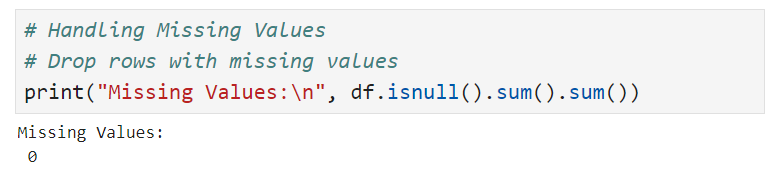 # Handling Missing Values
# Drop rows with missing values
print("Missing Values:\n", df.isnull().sum().sum())
Missing Values:
 0